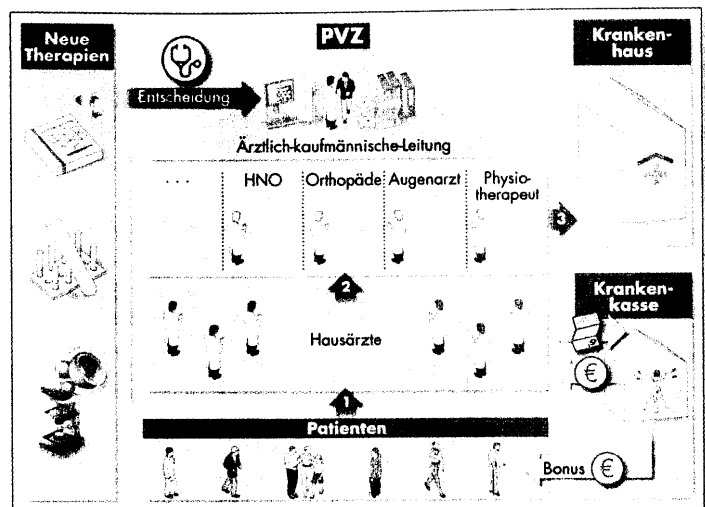 Neue
Therapien
PVZ
Kranken-
haus
Entscheidung
Ärztlich-kaufmännische-Leitung
...
HNO
Orthopäde
Augenarzt
Physio-
therapeut
3
2
Hausärzte
Kranken-
kasse
€
1
Patienten
Bonus
€